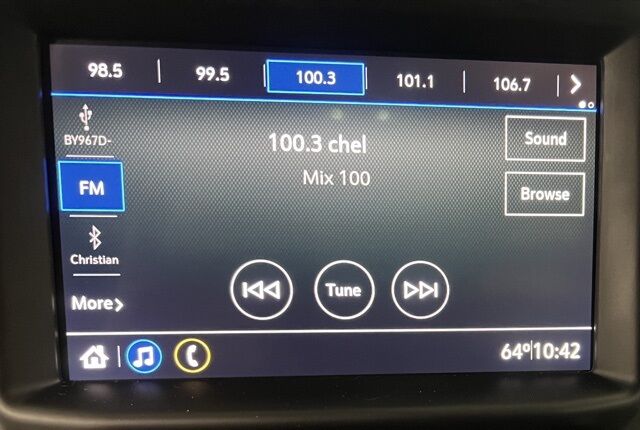 98.5 99.5 100.3 101.1 106.7
BY967D-
100.3 chel
Sound
Mix 100
FM
Browse
Christian
More
Tune
64°
10:42